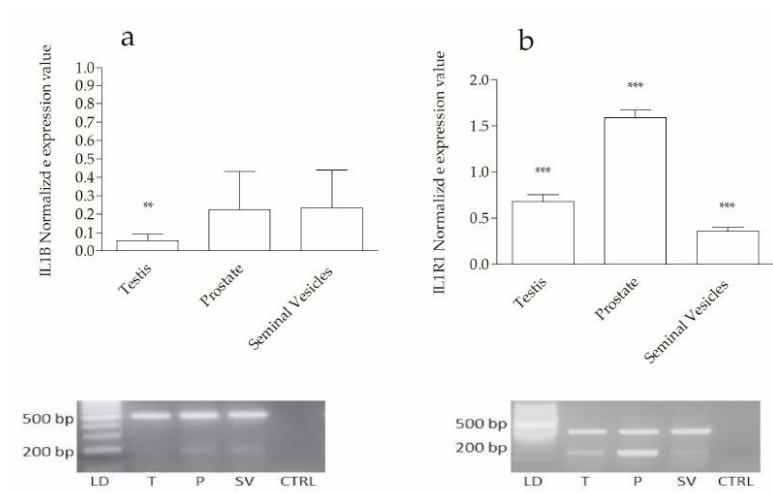 a
IL1B Normalizd e expression value
1.0
0.9
0.8
0.7
0.6
0.5
0.4
0.3
0.2
0.1
0.0
**
Testis
Prostate
Seminal Vesicles
b
IL1R1 Normalizd e expression value
2.0
1.5
1.0
0.5
0.0
***
***
***
Testis
Prostate
Seminal Vesicles
500 bp
200 bp
LD T P SV CTRL
500 bp
200 bp
LD T P SV CTRL